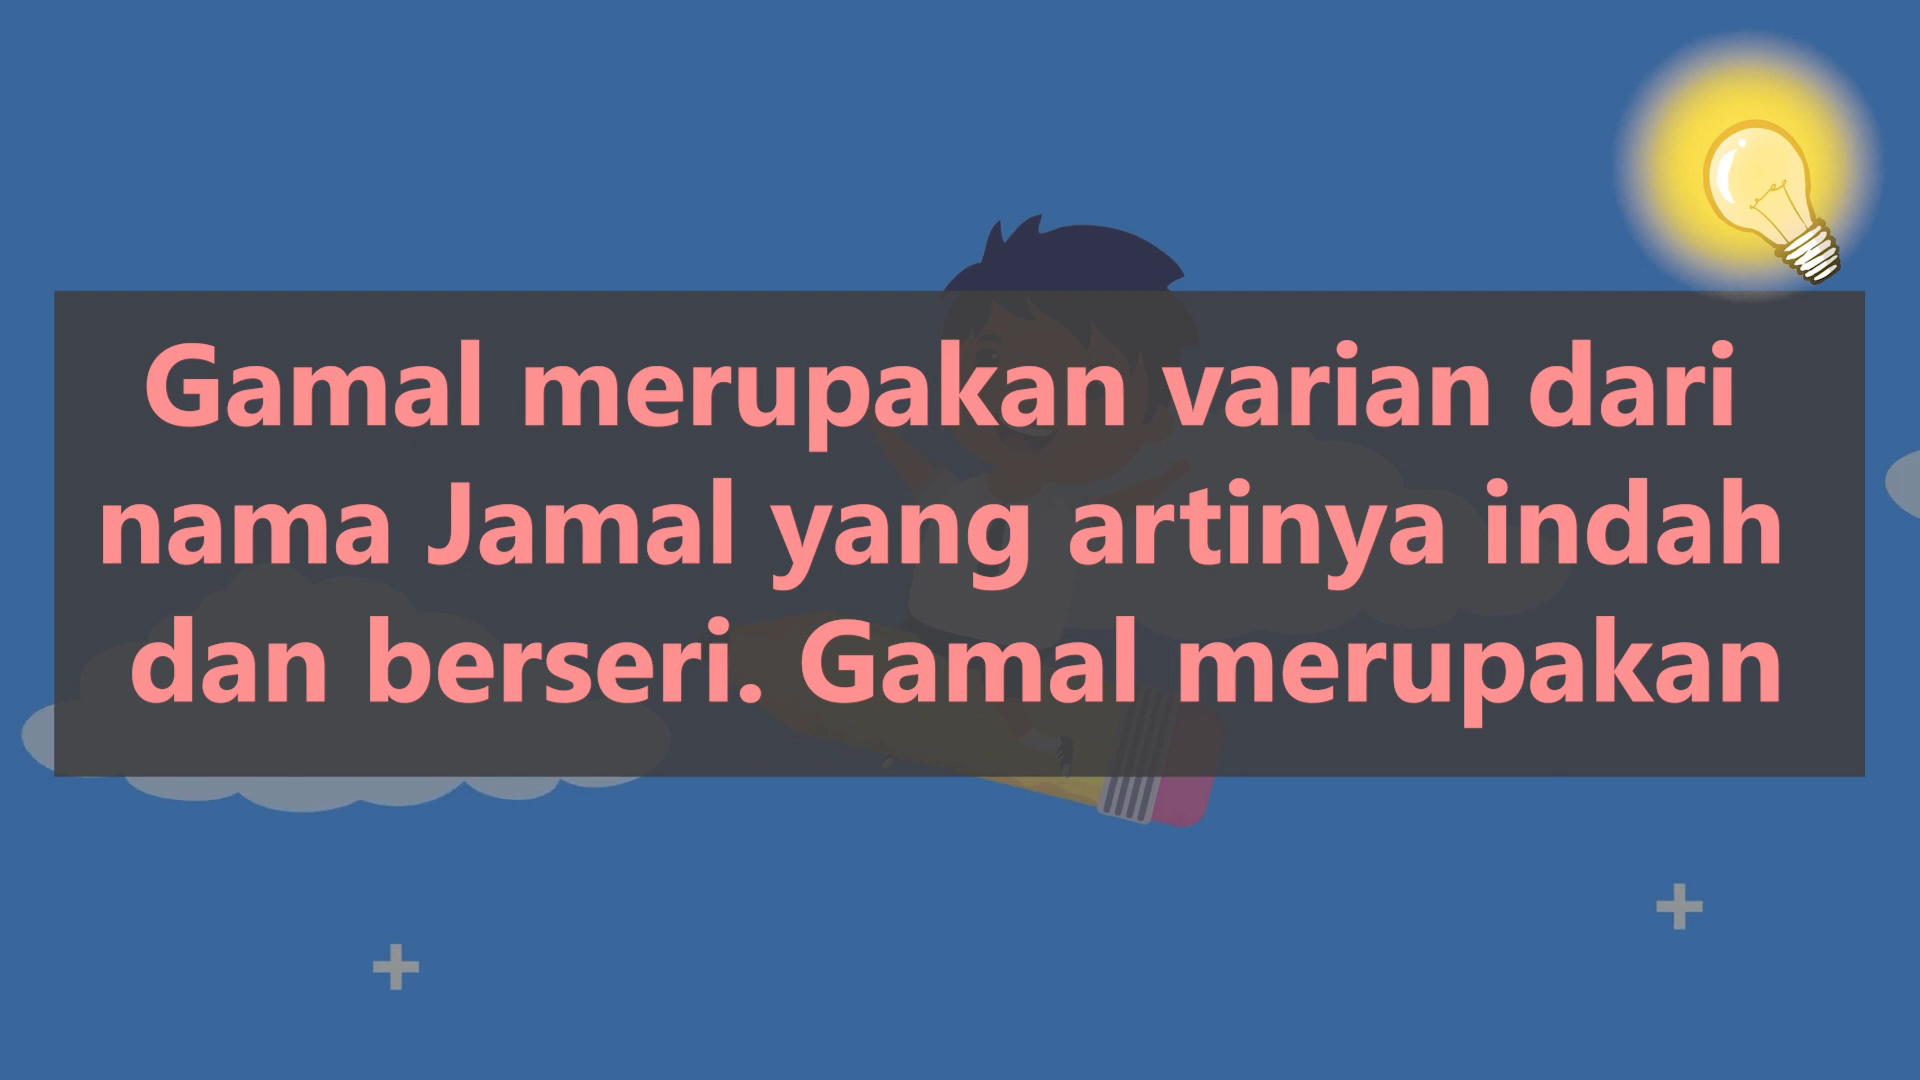 Gamal merupakan varian dari
nama Jamal yang artinya indah
dan berseri. Gamal merupakan